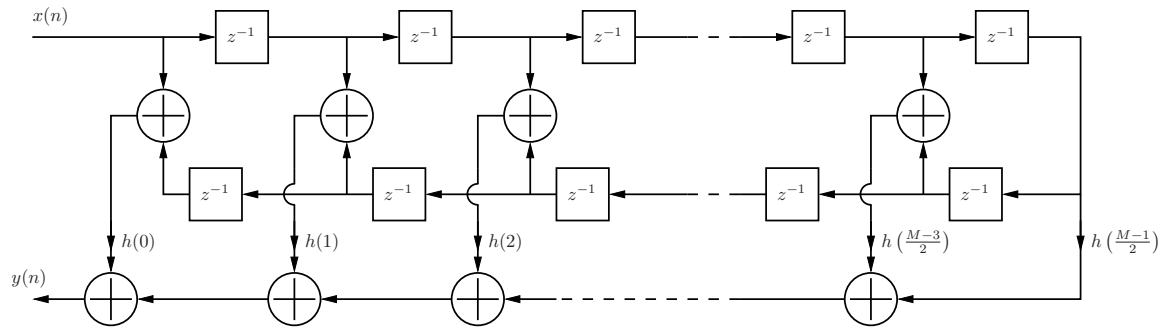 x(n)
z⁻¹ z⁻¹ z⁻¹ z⁻¹ z⁻¹
z⁻¹ z⁻¹ z⁻¹ z⁻¹ z⁻¹
h(0) h(1) h(2) h((M−3)/2) h((M−1)/2)
y(n)